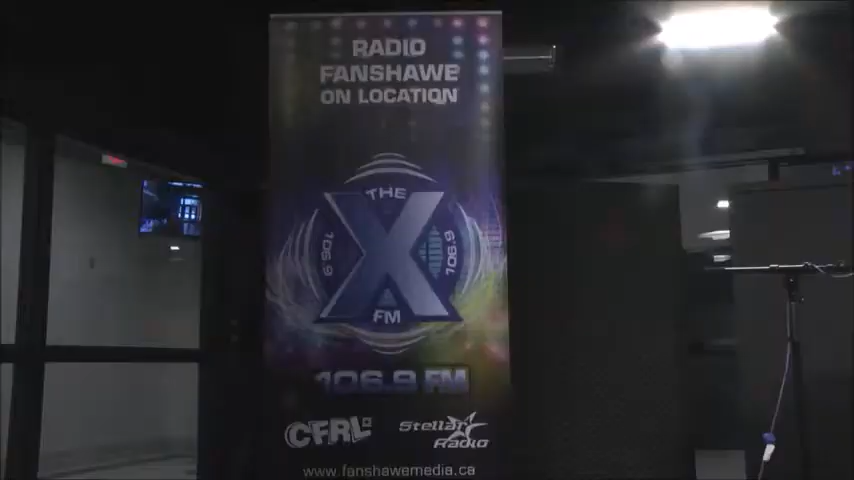 RADIO
FANSHAWE
ON LOCATION
THE
106.9
X
106.9
FM
106.9 FM
CFRL
Stellar
Radio
www.fanshawemedia.ca